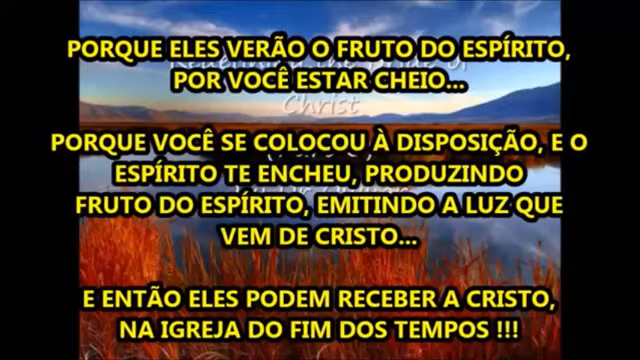 PORQUE ELES VERÃO O FRUTO DO ESPÍRITO,
POR VOCÊ ESTAR CHEIO...
Christ
PORQUE VOCÊ SE COLOCOU À DISPOSIÇÃO, E O
ESPÍRITO TE ENCHEU, PRODUZINDO
FRUTO DO ESPÍRITO, EMITINDO A LUZ QUE
VEM DE CRISTO...
E ENTÃO ELES PODEM RECEBER A CRISTO,
NA IGREJA DO FIM DOS TEMPOS !!!